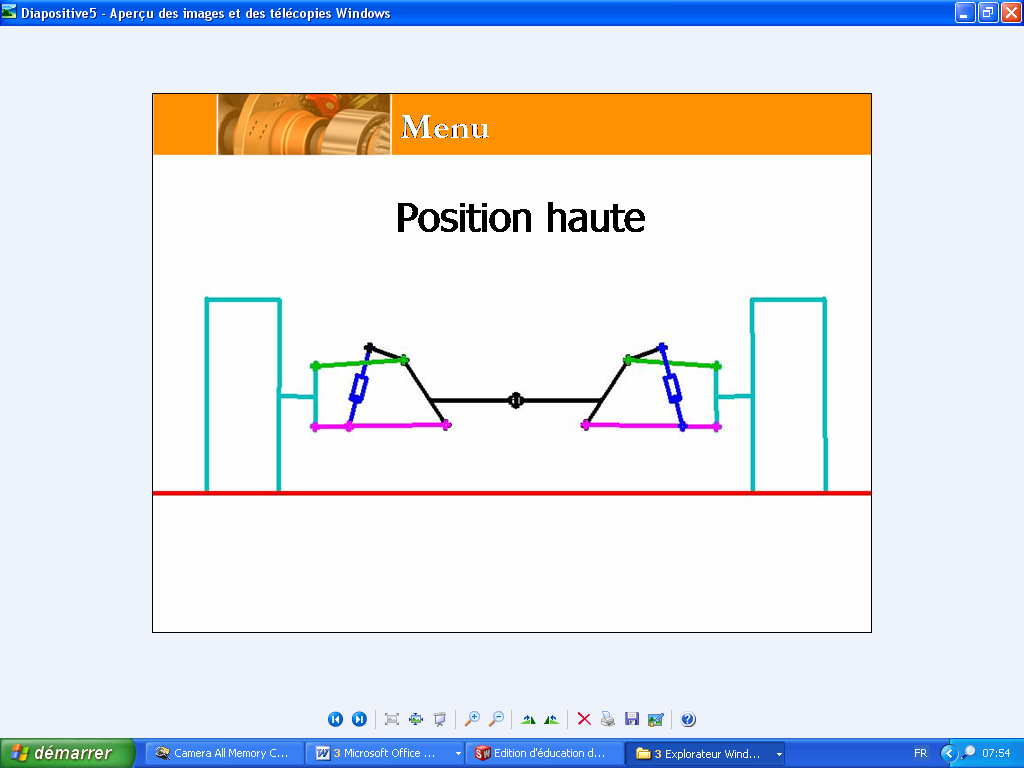 Diapositive5 - Aperçu des images et des télécopies Windows
Menu
Position haute
démarrer
Camera All Memory C...
3 Microsoft Office ...
Edition d'éducation d...
3 Explorateur Wind...
FR
07:54